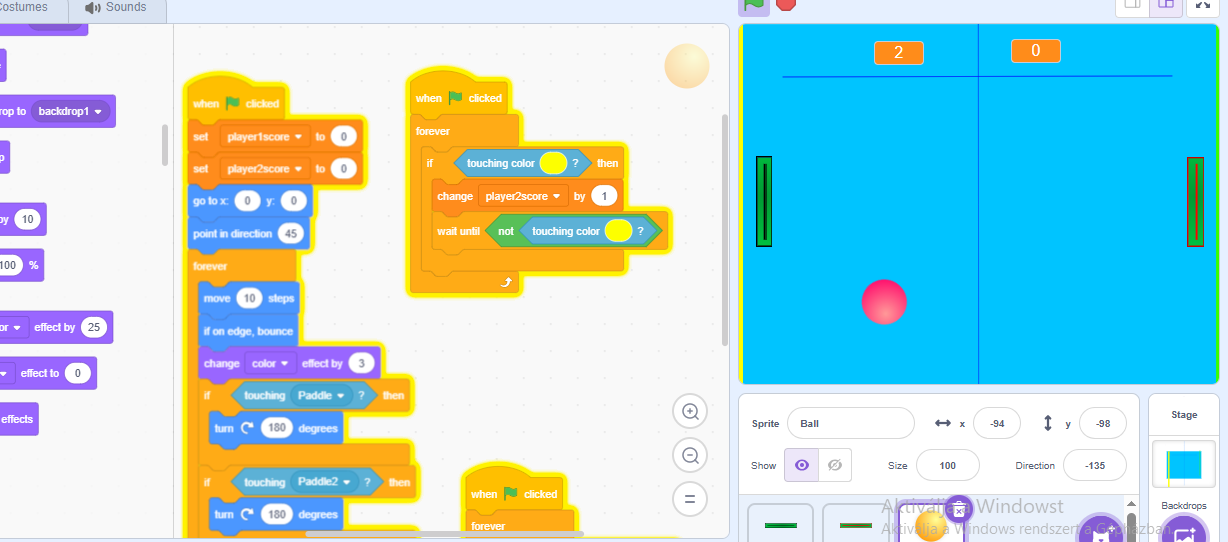 Costumes Sounds
rop to backdrop1
by 10
100 %
or effect by 25
effect to 0
effects
when clicked
set player1score to 0
set player2score to 0
go to x: 0 y: 0
point in direction 45
forever
move 10 steps
if on edge, bounce
change color effect by 3
if touching Paddle ? then
turn 180 degrees
if touching Paddle2 ? then
turn 180 degrees
when clicked
forever
if touching color ? then
change player2score by 1
wait until not touching color ?
when clicked
forever
2 0
Sprite Ball x -94 y -98
Show Size 100 Direction -135
Stage
Backdrops
Aktiválja a Windowst
Aktiválja a Windows rendszert a Gépházban.